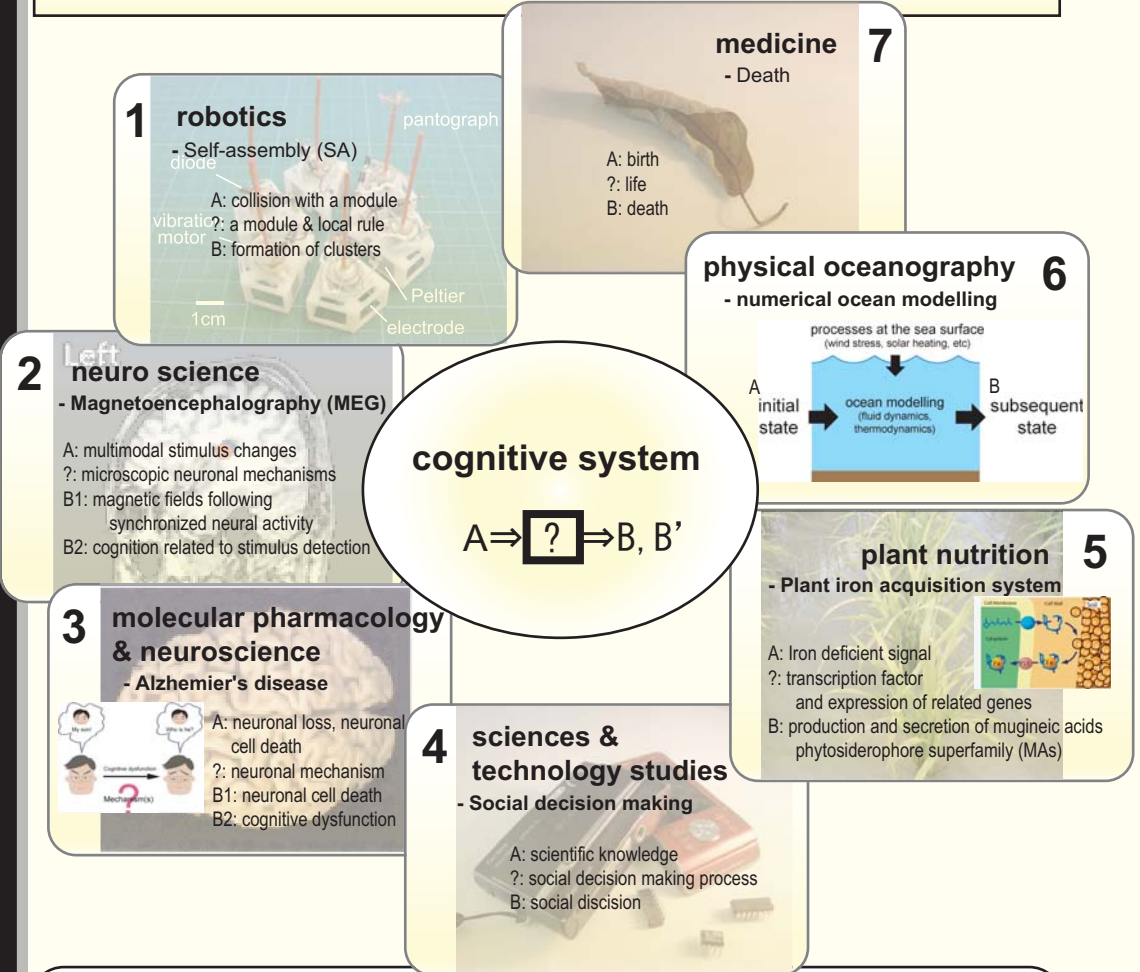 1
robotics
- Self-assembly (SA)
pantograph
diode
A: collision with a module
vibration
?: a module & local rule
motor
B: formation of clusters
Peltier
1cm
electrode
7
medicine
- Death
A: birth
?: life
B: death
6
physical oceanography
- numerical ocean modelling
processes at the sea surface
(wind stress, solar heating, etc)
A
initial
state
ocean modelling
(fluid dynamics,
thermodynamics)
B
subsequent
state
2
Left
neuro science
- Magnetoencephalography (MEG)
A: multimodal stimulus changes
?: microscopic neuronal mechanisms
B1: magnetic fields following
synchronized neural activity
B2: cognition related to stimulus detection
cognitive system
A⇒?⇒B, B’
5
plant nutrition
- Plant iron acquisition system
Cell Membrane
Cell Wall
Cytoplasm
A: Iron deficient signal
?: transcription factor
and expression of related genes
B: production and secretion of mugineic acids
phytosiderophore superfamily (MAs)
3
molecular pharmacology
& neuroscience
- Alzhemier's disease
My son!
Who is he?
Cognitive dysfunction
Mechanism(s)
?
A: neuronal loss, neuronal
cell death
?: neuronal mechanism
B1: neuronal cell death
B2: cognitive dysfunction
4
sciences &
technology studies
- Social decision making
A: scientific knowledge
?: social decision making process
B: social discision